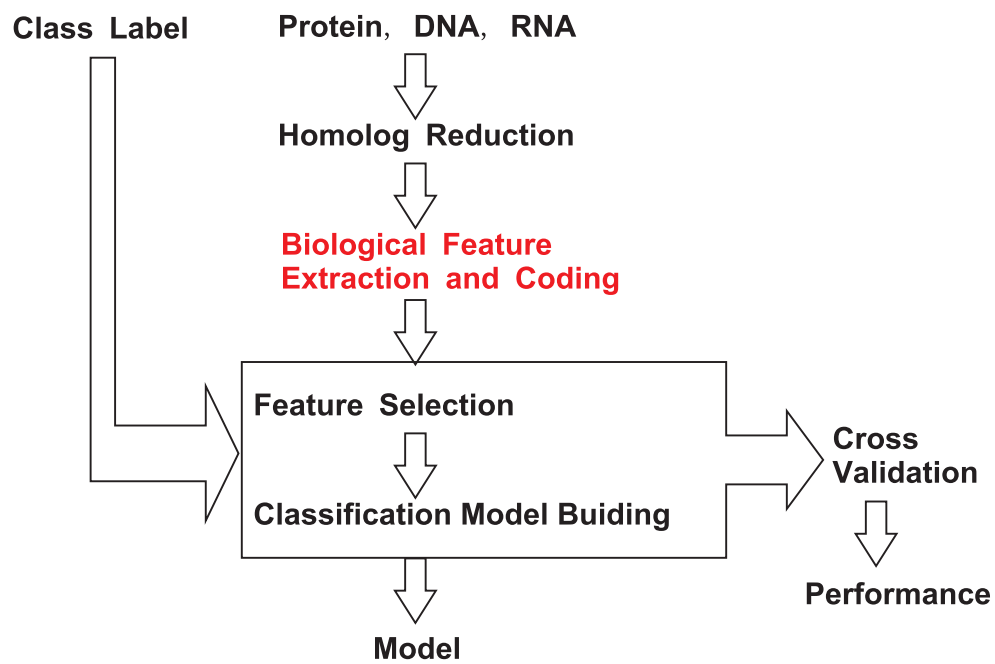 Class Label
Protein, DNA, RNA
Homolog Reduction
Biological Feature
Extraction and Coding
Feature Selection
Classification Model Buiding
Cross
Validation
Performance
Model